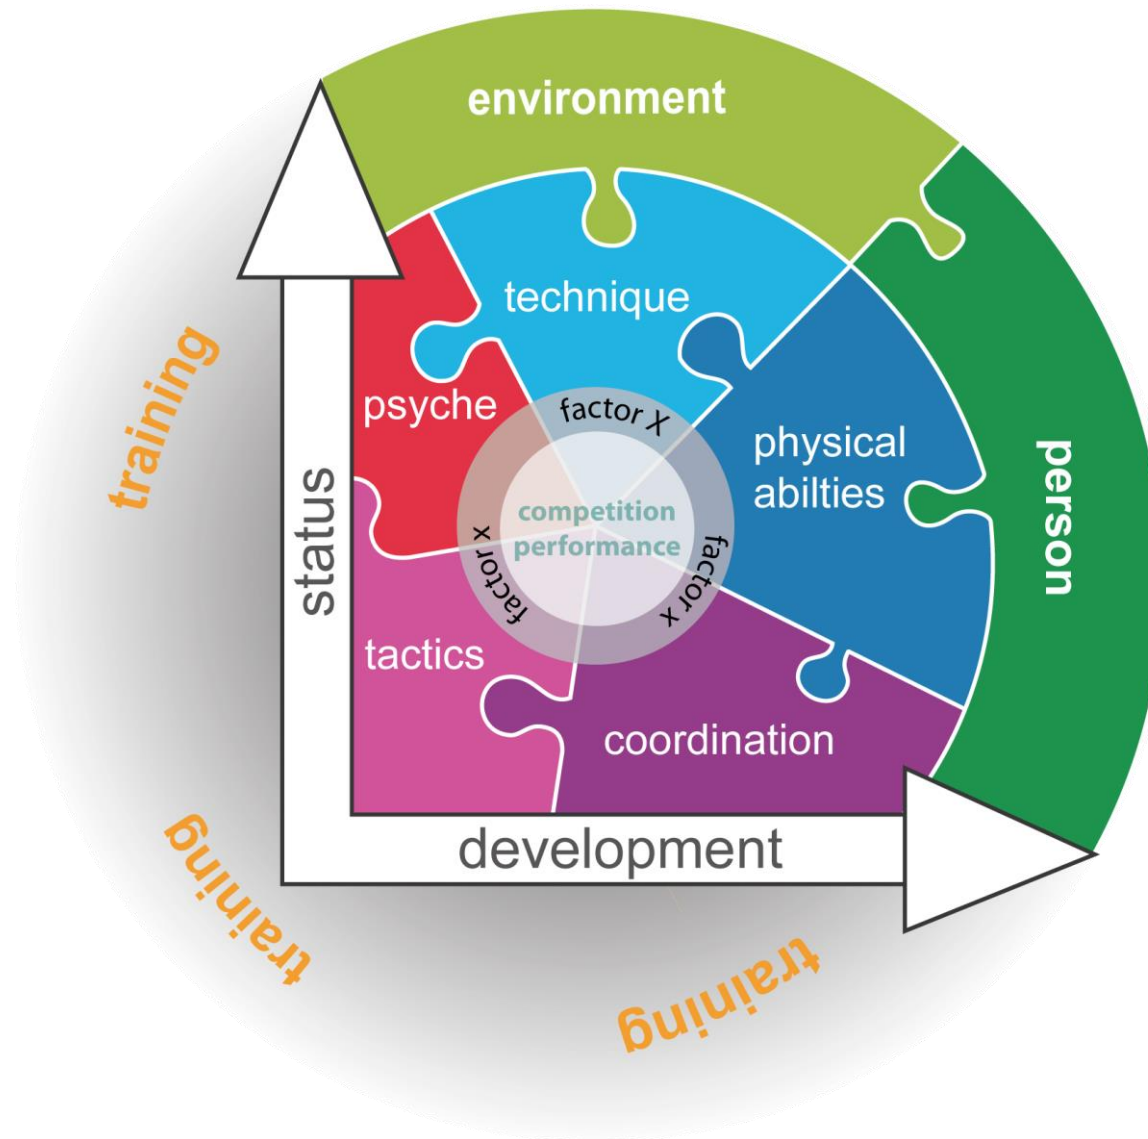 environment
technique
training
psyche
factor X
physical
abilties
person
status
competition
performance
factor x
factor x
tactics
coordination
development
training
training